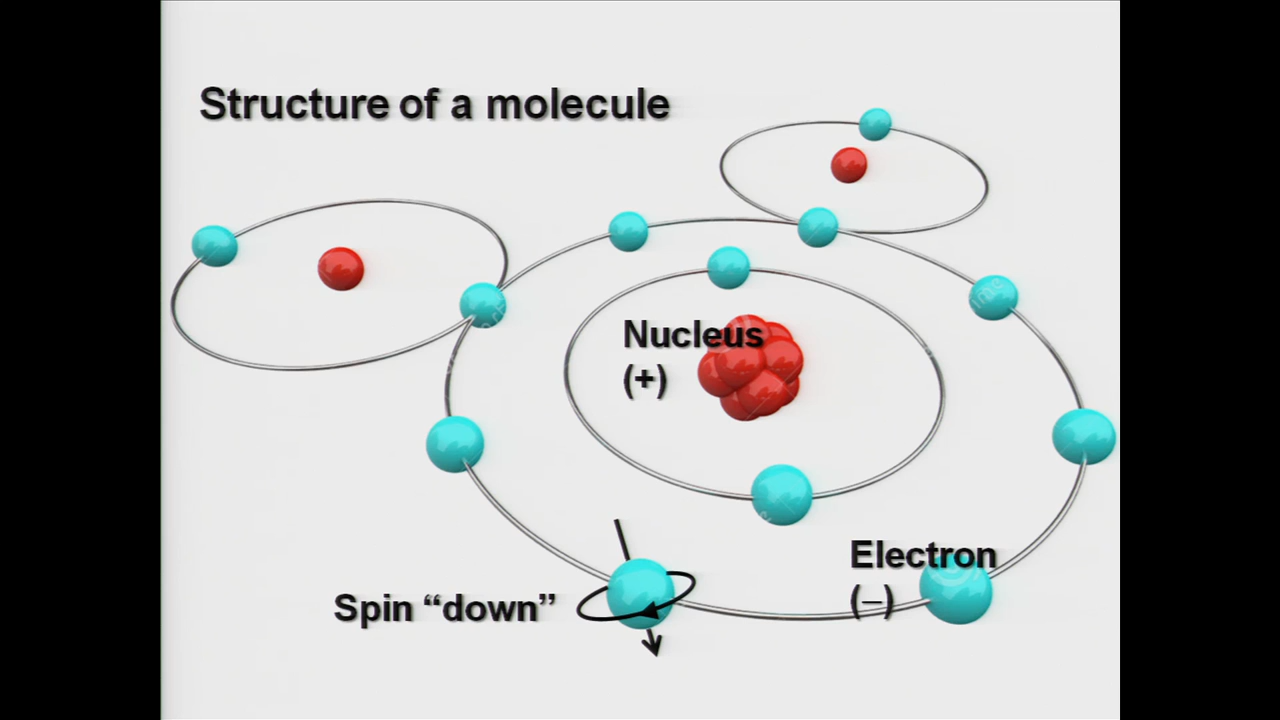 Structure of a molecule
Nucleus
(+)
Electron
(–)
Spin “down”